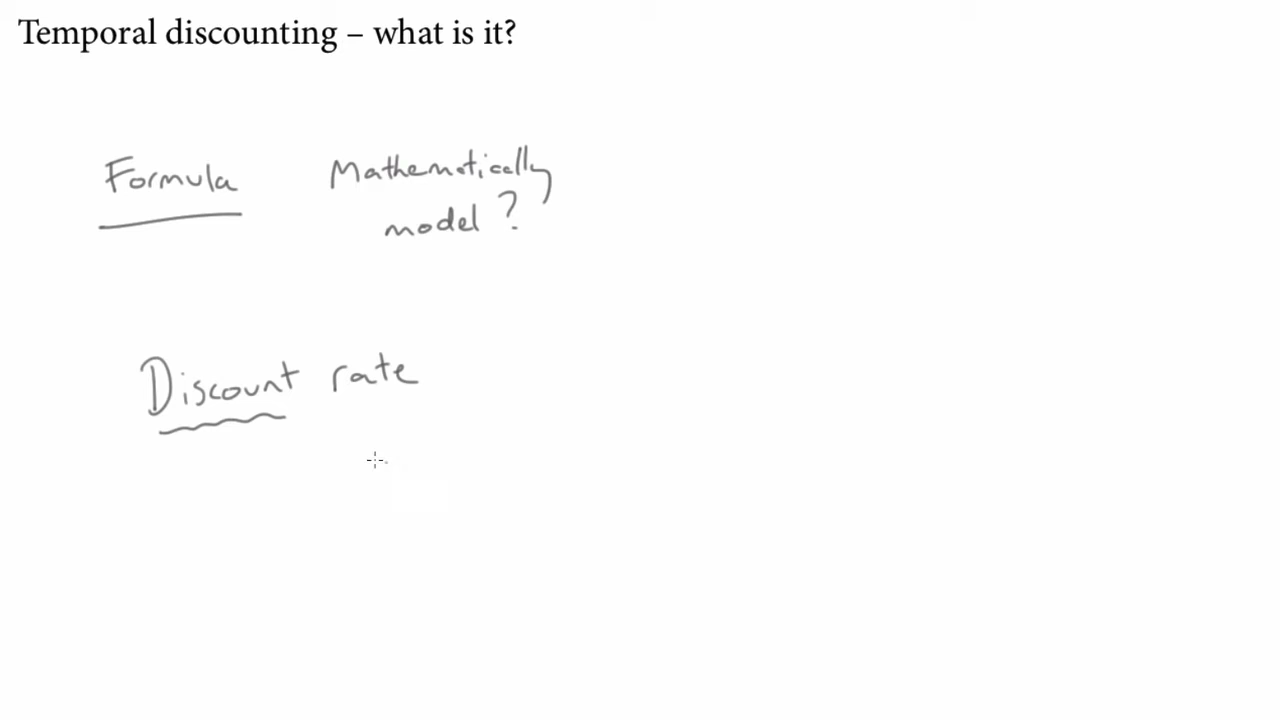 Temporal discounting – what is it?
Formula
Mathematically
model?
Discount rate